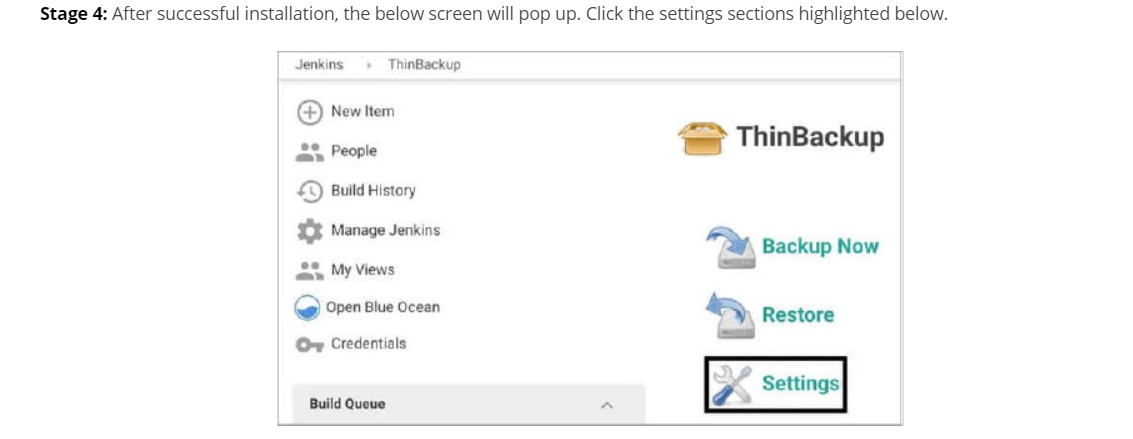 Stage 4: After successful installation, the below screen will pop up. Click the settings sections highlighted below.
Jenkins › ThinBackup
New Item
People
Build History
Manage Jenkins
My Views
Open Blue Ocean
Credentials
Build Queue
ThinBackup
Backup Now
Restore
Settings